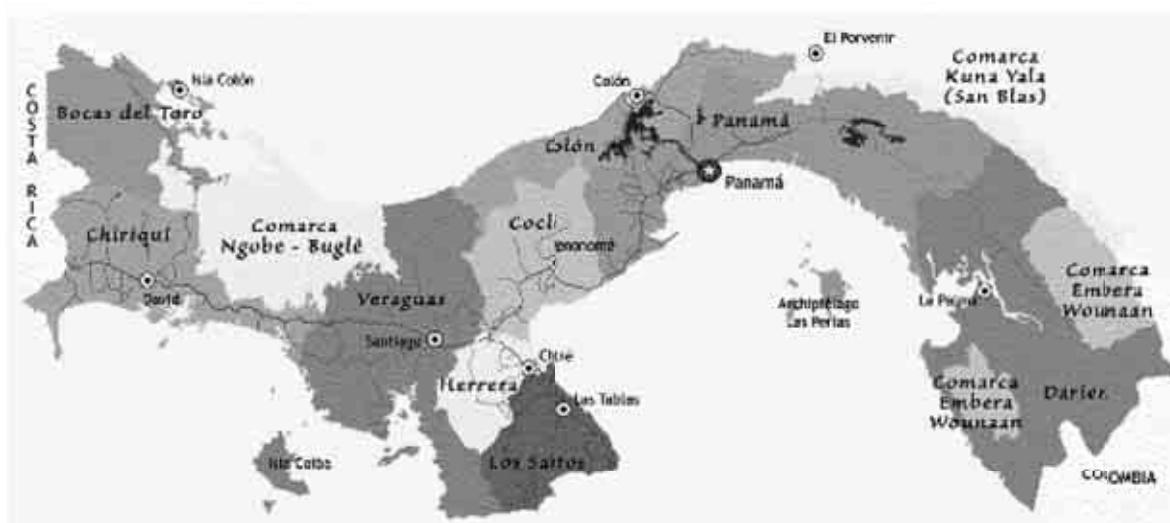 COSTA RICA
Isla Colón
Bocas del Toro
Chiriquí
David
Comarca
Ngobe - Buglé
Veraguas
Santiago
Isla Coiba
Herrera
Chitré
Las Tablas
Los Santos
Coclé
Colón
Colón
Panamá
Panamá
El Porvenir
Comarca
Kuna Yala
(San Blas)
Archipiélago
Las Perlas
La Palma
Comarca
Embera
Wounaan
Comarca
Embera
Wounaan
Darien
COLOMBIA